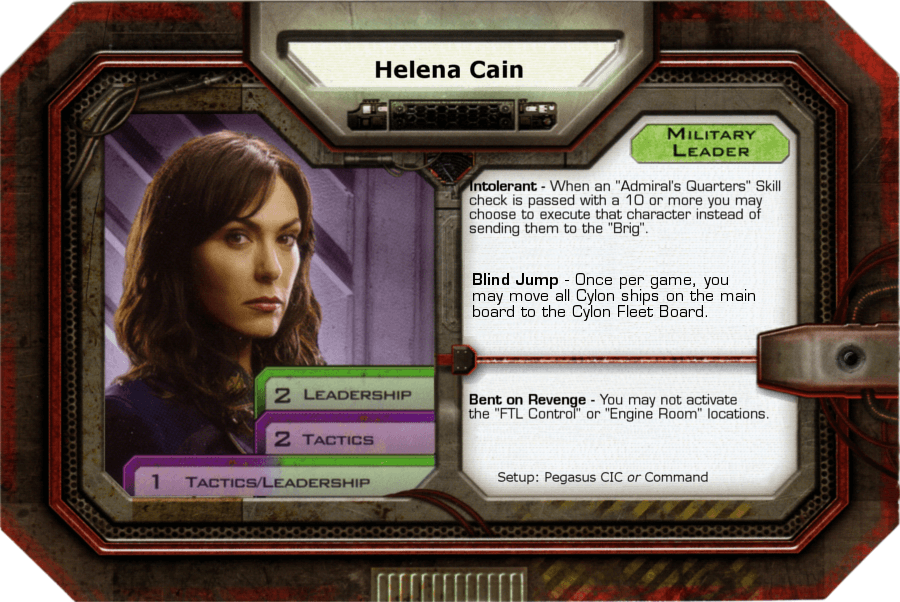 Helena Cain
Military
Leader
Intolerant - When an "Admiral's Quarters" Skill
check is passed with a 10 or more you may
choose to execute that character instead of
sending them to the "Brig".
Blind Jump - Once per game, you
may move all Cylon ships on the main
board to the Cylon Fleet Board.
Bent on Revenge - You may not activate
the "FTL Control" or "Engine Room" locations.
Setup: Pegasus CIC or Command
2 Leadership
2 Tactics
1 Tactics/Leadership